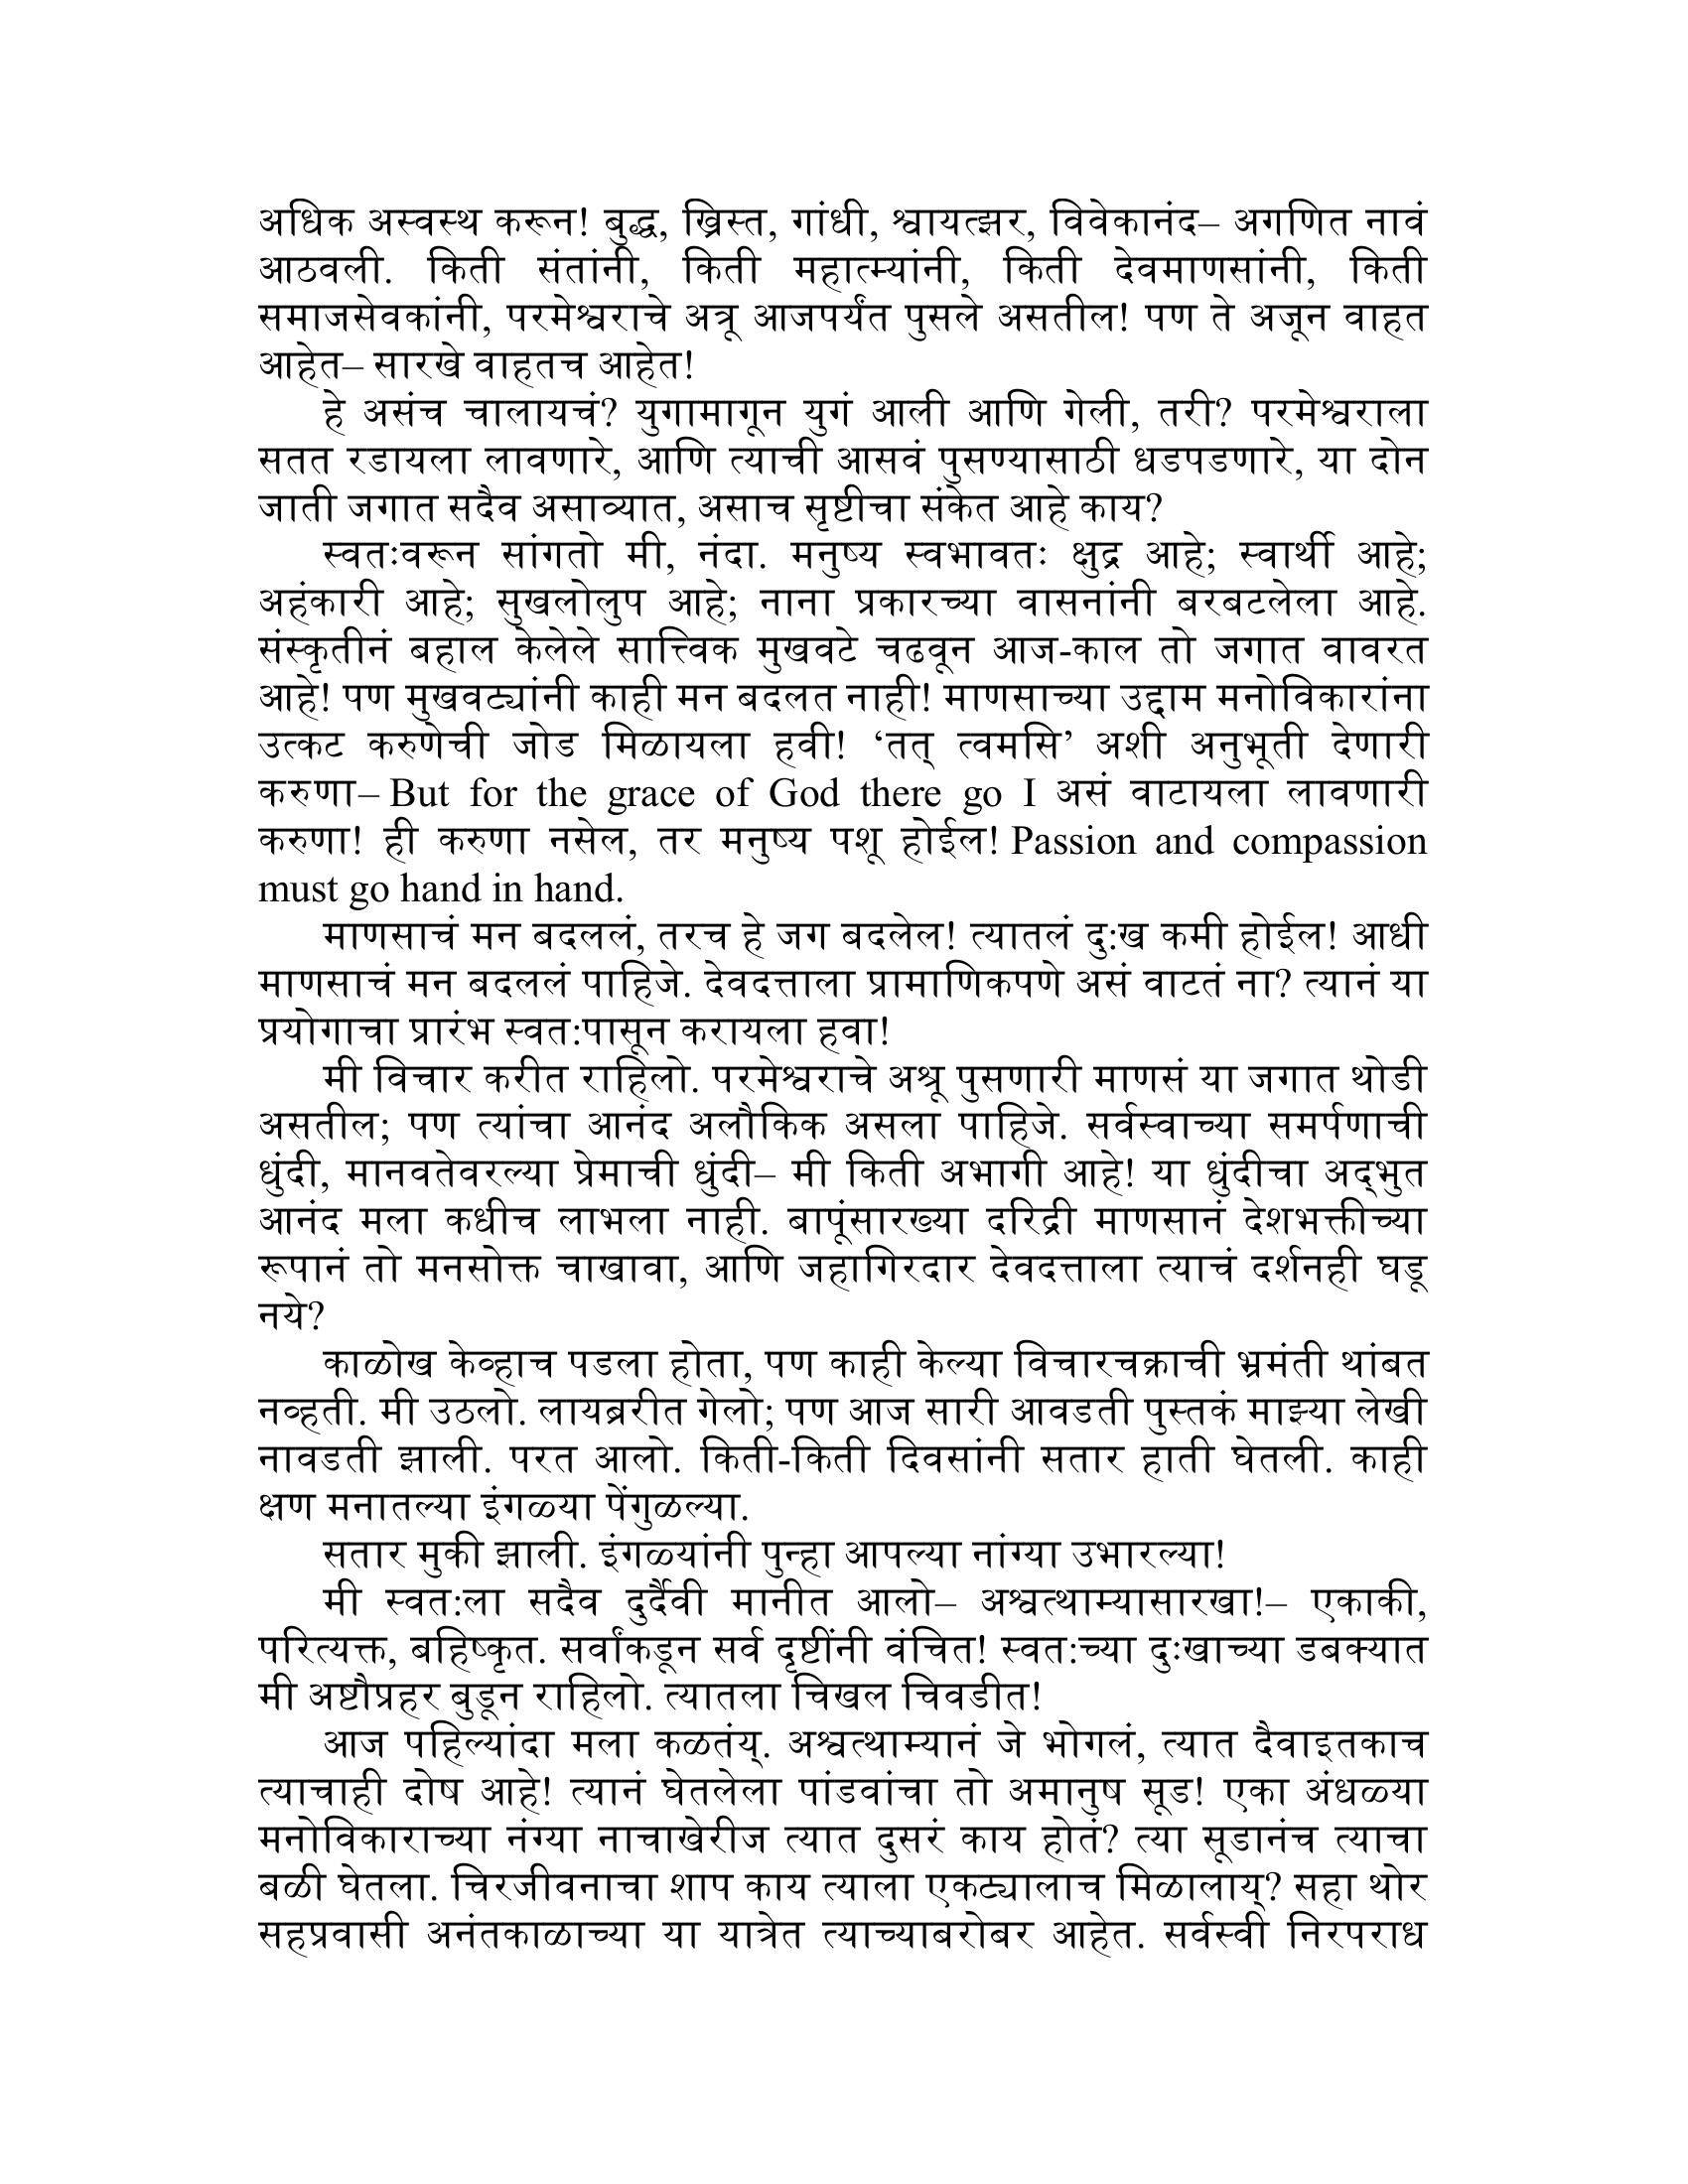 अधिक अस्वस्थ करून! बुद्ध, ख्रिस्त, गांधी, श्वायत्झर, विवेकानंद– अगणित नावं
आठवली. किती संतांनी, किती महात्म्यांनी, किती देवमाणसांनी, किती
समाजसेवकांनी, परमेश्वराचे अत्रू आजपर्यंत पुसले असतील! पण ते अजून वाहत
आहेत– सारखे वाहतच आहेत!
हे असंच चालायचं? युगामागून युगं आली आणि गेली, तरी? परमेश्वराला
सतत रडायला लावणारे, आणि त्याची आसवं पुसण्यासाठी धडपडणारे, या दोन
जाती जगात सदैव असाव्यात, असाच सृष्टीचा संकेत आहे काय?
स्वतःवरून सांगतो मी, नंदा. मनुष्य स्वभावतः क्षुद्र आहे; स्वार्थी आहे;
अहंकारी आहे; सुखलोलुप आहे; नाना प्रकारच्या वासनांनी बरबटलेला आहे.
संस्कृतीनं बहाल केलेले सात्त्विक मुखवटे चढवून आज-काल तो जगात वावरत
आहे! पण मुखवट्यांनी काही मन बदलत नाही! माणसाच्या उद्दाम मनोविकारांना
उत्कट करुणेची जोड मिळायला हवी! ‘तत् त्वमसि’ अशी अनुभूती देणारी
करुणा– But for the grace of God there go I असं वाटायला लावणारी
करुणा! ही करुणा नसेल, तर मनुष्य पशू होईल! Passion and compassion
must go hand in hand.
माणसाचं मन बदललं, तरच हे जग बदलेल! त्यातलं दु:ख कमी होईल! आधी
माणसाचं मन बदललं पाहिजे. देवदत्ताला प्रामाणिकपणे असं वाटतं ना? त्यानं या
प्रयोगाचा प्रारंभ स्वत:पासून करायला हवा!
मी विचार करीत राहिलो. परमेश्वराचे अश्रू पुसणारी माणसं या जगात थोडी
असतील; पण त्यांचा आनंद अलौकिक असला पाहिजे. सर्वस्वाच्या समर्पणाची
धुंदी, मानवतेवरल्या प्रेमाची धुंदी– मी किती अभागी आहे! या धुंदीचा अद्‌भुत
आनंद मला कधीच लाभला नाही. बापूंसारख्या दरिद्री माणसानं देशभक्तीच्या
रूपानं तो मनसोक्त चाखावा, आणि जहागिरदार देवदत्ताला त्याचं दर्शनही घडू
नये?
काळोख केव्हाच पडला होता, पण काही केल्या विचारचक्राची भ्रमंती थांबत
नव्हती. मी उठलो. लायब्ररीत गेलो; पण आज सारी आवडती पुस्तकं माझ्या लेखी
नावडती झाली. परत आलो. किती-किती दिवसांनी सतार हाती घेतली. काही
क्षण मनातल्या इंगळ्या पेंगुळल्या.
सतार मुकी झाली. इंगळ्यांनी पुन्हा आपल्या नांग्या उभारल्या!
मी स्वत:ला सदैव दुर्दैवी मानीत आलो– अश्वत्थाम्यासारखा!– एकाकी,
परित्यक्त, बहिष्कृत. सर्वांकडून सर्व दृष्टींनी वंचित! स्वत:च्या दुःखाच्या डबक्यात
मी अष्टौप्रहर बुडून राहिलो. त्यातला चिखल चिवडीत!
आज पहिल्यांदा मला कळतंय्. अश्वत्थाम्यानं जे भोगलं, त्यात दैवाइतकाच
त्याचाही दोष आहे! त्यानं घेतलेला पांडवांचा तो अमानुष सूड! एका अंधळ्या
मनोविकाराच्या नंग्या नाचाखेरीज त्यात दुसरं काय होतं? त्या सूडानंच त्याचा
बळी घेतला. चिरजीवनाचा शाप काय त्याला एकट्यालाच मिळालाय्? सहा थोर
सहप्रवासी अनंतकाळाच्या या यात्रेत त्याच्याबरोबर आहेत. सर्वस्वी निरपराध